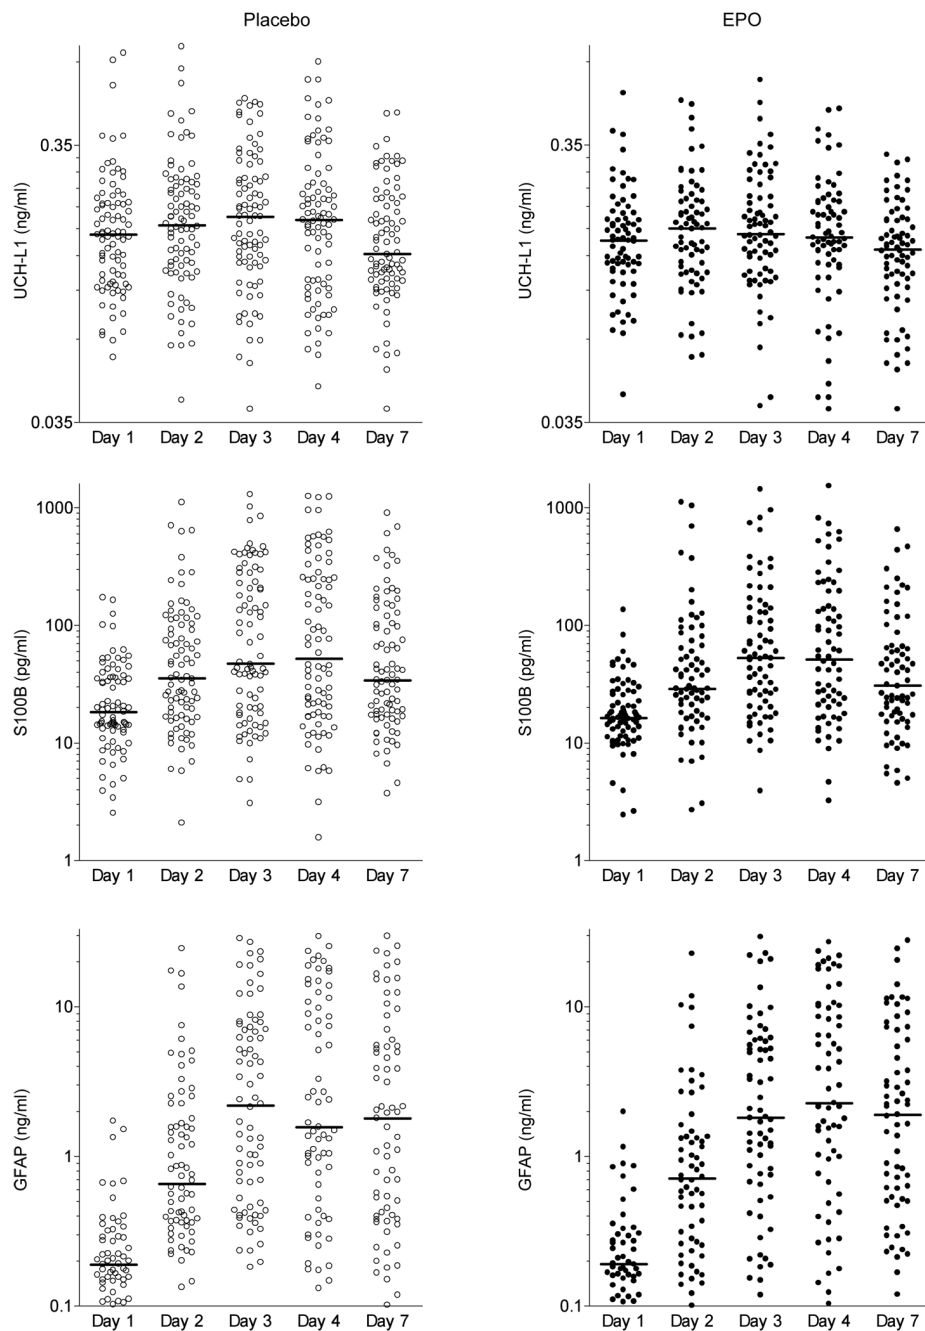 Placebo
EPO
UCH-L1 (ng/ml)
0.35
0.035
Day 1 Day 2 Day 3 Day 4 Day 7
UCH-L1 (ng/ml)
0.35
0.035
Day 1 Day 2 Day 3 Day 4 Day 7
S100B (pg/ml)
1000
100
10
1
Day 1 Day 2 Day 3 Day 4 Day 7
S100B (pg/ml)
1000
100
10
1
Day 1 Day 2 Day 3 Day 4 Day 7
GFAP (ng/ml)
10
1
0.1
Day 1 Day 2 Day 3 Day 4 Day 7
GFAP (ng/ml)
10
1
0.1
Day 1 Day 2 Day 3 Day 4 Day 7